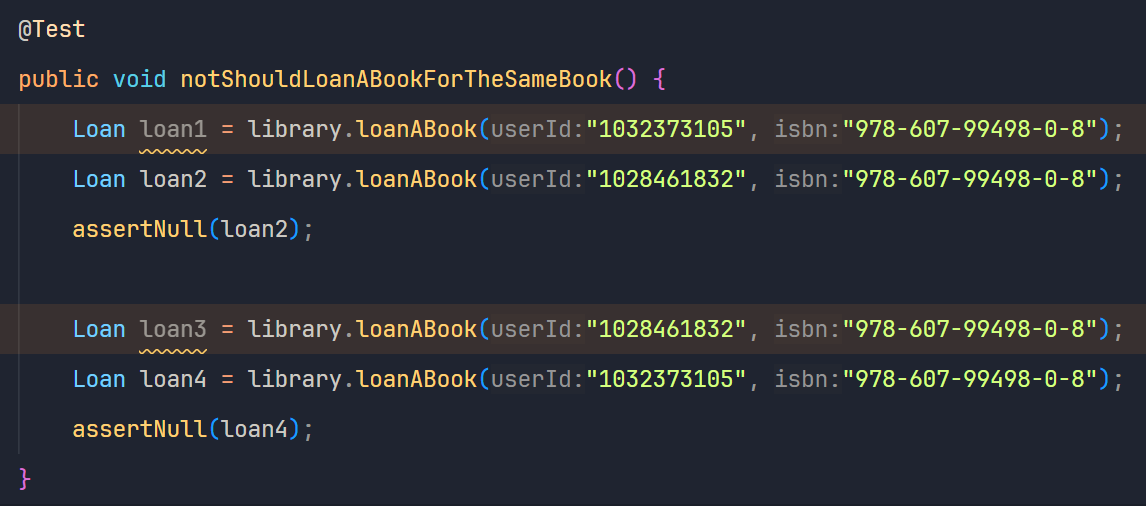 @Test
public void notShouldLoanABookForTheSameBook() {
Loan loan1 = library.loanABook(userId:"1032373105", isbn:"978-607-99498-0-8");
Loan loan2 = library.loanABook(userId:"1028461832", isbn:"978-607-99498-0-8");
assertNull(loan2);
Loan loan3 = library.loanABook(userId:"1028461832", isbn:"978-607-99498-0-8");
Loan loan4 = library.loanABook(userId:"1032373105", isbn:"978-607-99498-0-8");
assertNull(loan4);
}